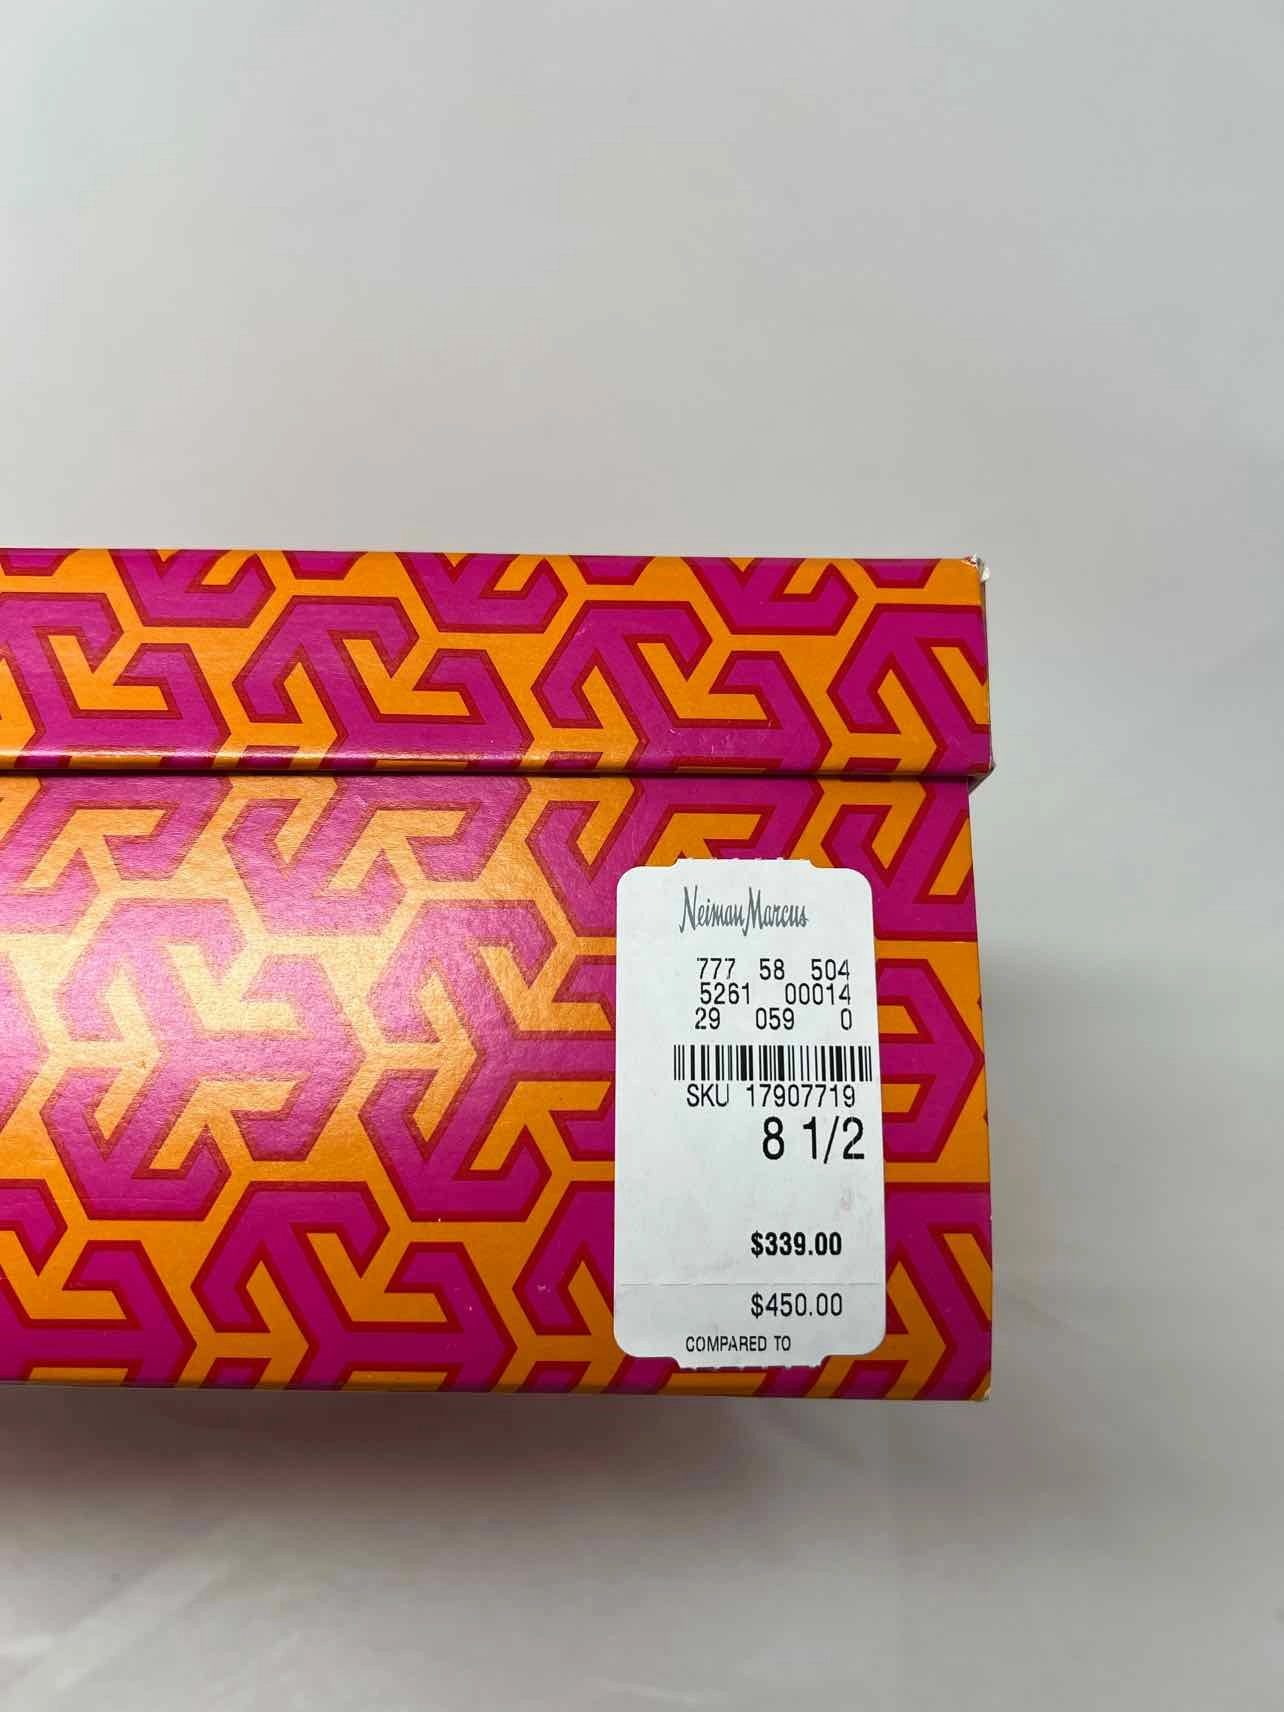 Neiman Marcus
777 58 504
5261 00014
29 059 0
SKU 17907719
8 1/2
$339.00
$450.00
COMPARED TO